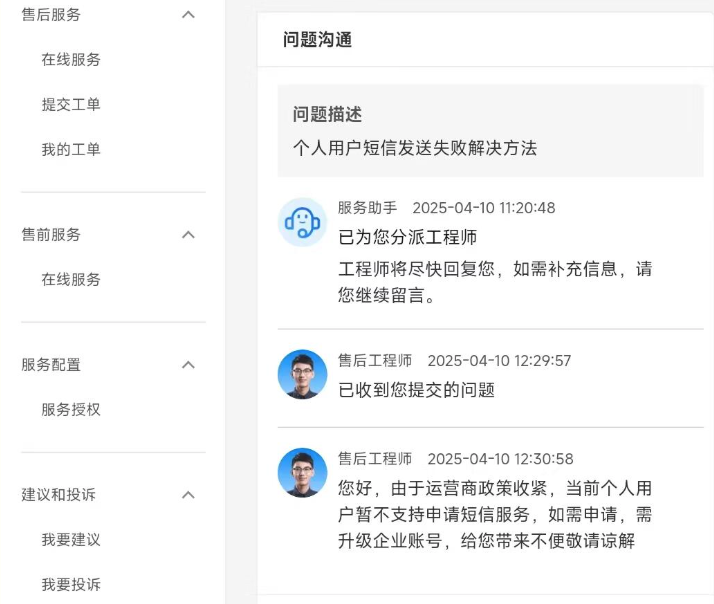 售后服务
在线服务
提交工单
我的工单
售前服务
在线服务
服务配置
服务授权
建议和投诉
我要建议
我要投诉
问题沟通
问题描述
个人用户短信发送失败解决方法
服务助手 2025-04-10 11:20:48
已为您分派工程师
工程师将尽快回复您，如需补充信息，请
您继续留言。
售后工程师 2025-04-10 12:29:57
已收到您提交的问题
售后工程师 2025-04-10 12:30:58
您好，由于运营商政策收紧，当前个人用
户暂不支持申请短信服务，如需申请，需
升级企业账号，给您带来不便敬请谅解